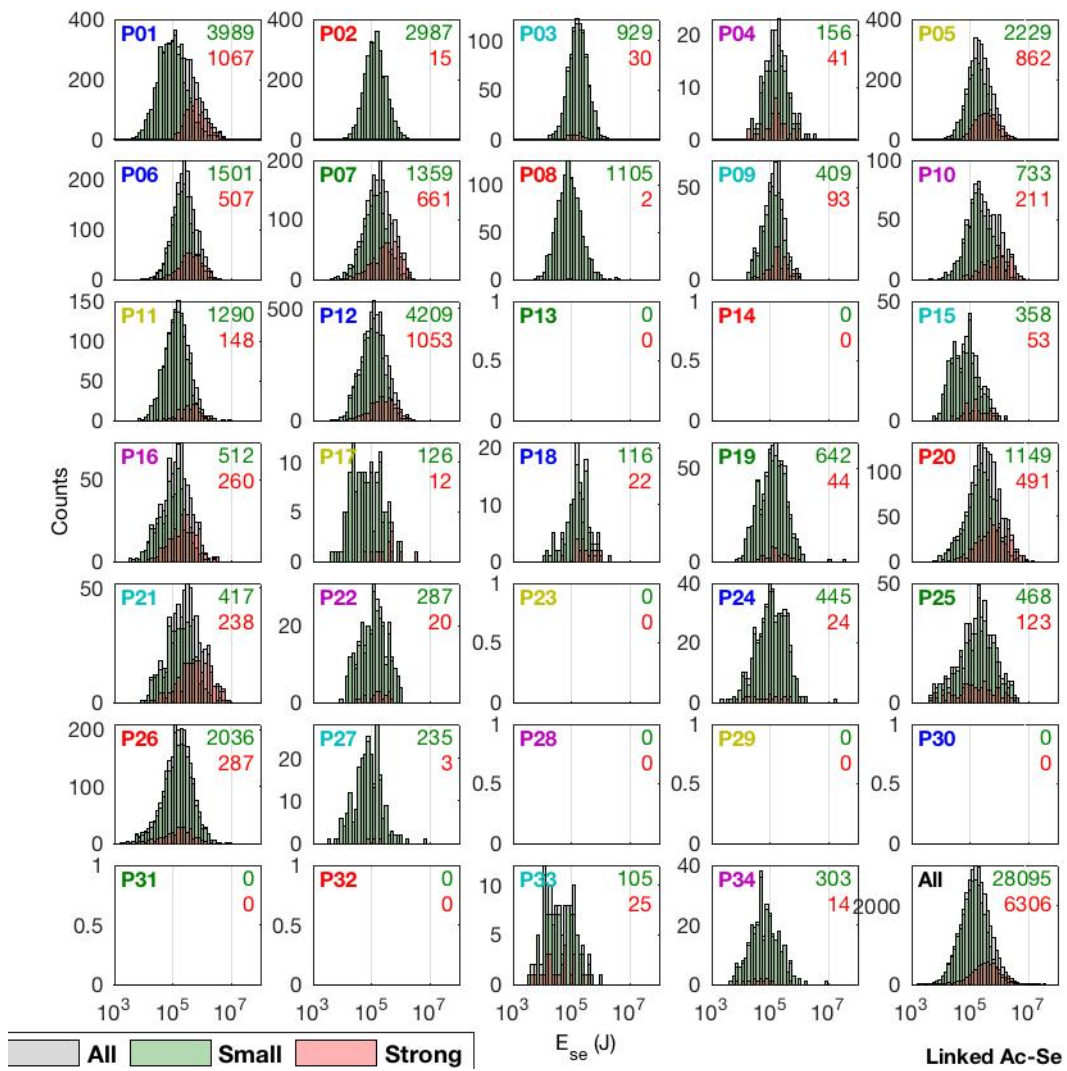 400 P01 3989
200 1067
0
400 P02 2987
200 15
0
100 P03 929
50 30
0
20 P04 156
10 41
0
400 P05 2229
200 862
0
200 P06 1501
100 507
0
200 P07 1359
100 661
0
100 P08 1105
50 2
0
50 P09 409
0 93
100 P10 733
50 211
0
150 P11 1290
100 148
50
0
500 P12 4209
0 1053
1 P13 0
0.5 0
0
1 P14 0
0.5 0
0
50 P15 358
0 53
Counts
50 P16 512
0 260
10 P17 126
5 12
0
20 P18 116
10 22
0
50 P19 642
0 44
100 P20 1149
50 491
0
50 P21 417
0 238
20 P22 287
0 20
1 P23 0
0.5 0
0
40 P24 445
20 24
0
50 P25 468
0 123
200 P26 2036
100 287
0
20 P27 235
10 3
0
1 P28 0
0.5 0
0
1 P29 0
0.5 0
0
1 P30 0
0.5 0
0
1 P31 0
0.5 0
0
1 P32 0
0.5 0
0
10 P33 105
5 25
0
40 P34 303
20 14
0
All 28095
2000 6306
0
10³ 10⁵ 10⁷
10³ 10⁵ 10⁷
10³ 10⁵ 10⁷
10³ 10⁵ 10⁷
10³ 10⁵ 10⁷
E_se (J)
All Small Strong
Linked Ac-Se